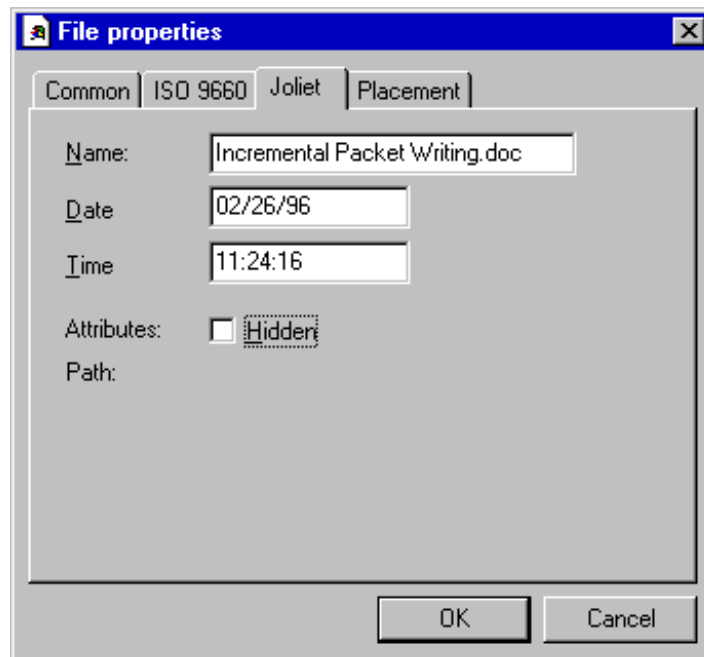 File properties
Common ISO 9660 Joliet Placement
Name: Incremental Packet Writing.doc
Date 02/26/96
Time 11:24:16
Attributes: Hidden
Path:
OK Cancel